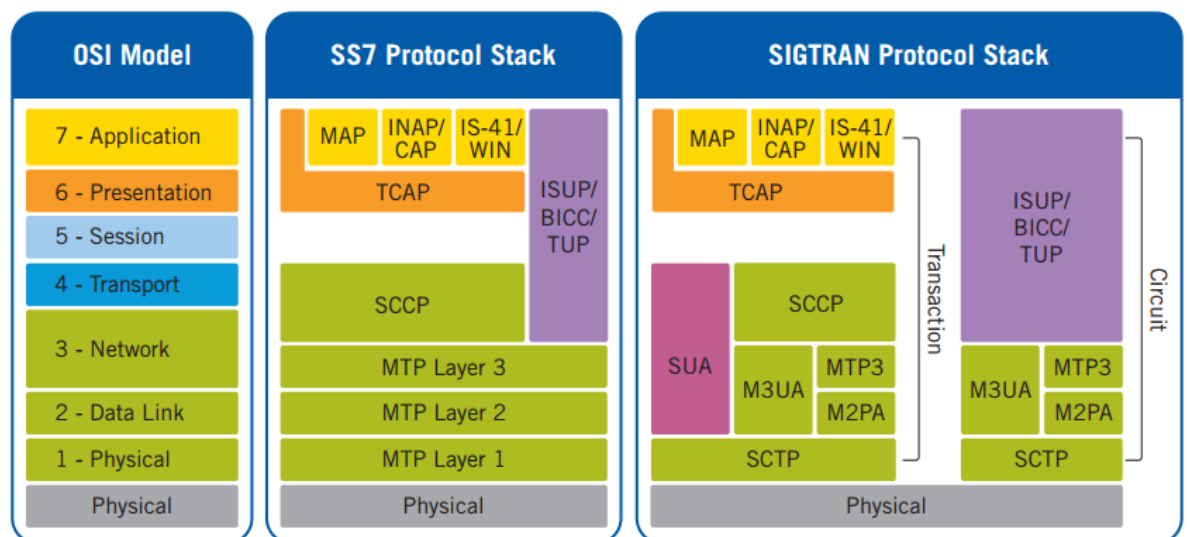 OSI Model
7 - Application
6 - Presentation
5 - Session
4 - Transport
3 - Network
2 - Data Link
1 - Physical
Physical
SS7 Protocol Stack
MAP
INAP/
CAP
IS-41/
WIN
TCAP
ISUP/
BICC/
TUP
SCCP
MTP Layer 3
MTP Layer 2
MTP Layer 1
Physical
SIGTRAN Protocol Stack
MAP
INAP/
CAP
IS-41/
WIN
TCAP
SUA
SCCP
M3UA
MTP3
M2PA
SCTP
Transaction
ISUP/
BICC/
TUP
M3UA
MTP3
M2PA
SCTP
Circuit
Physical